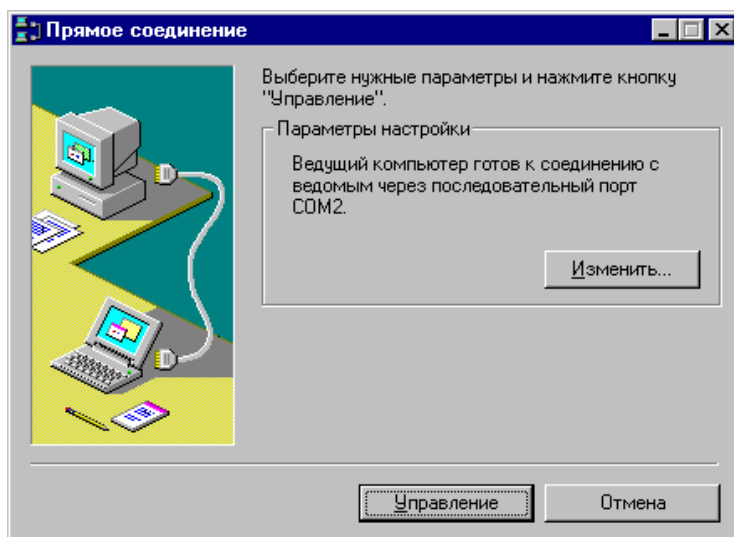 Прямое соединение
Выберите нужные параметры и нажмите кнопку
"Управление".
Параметры настройки
Ведущий компьютер готов к соединению с
ведомым через последовательный порт
COM2.
Изменить...
Управление
Отмена